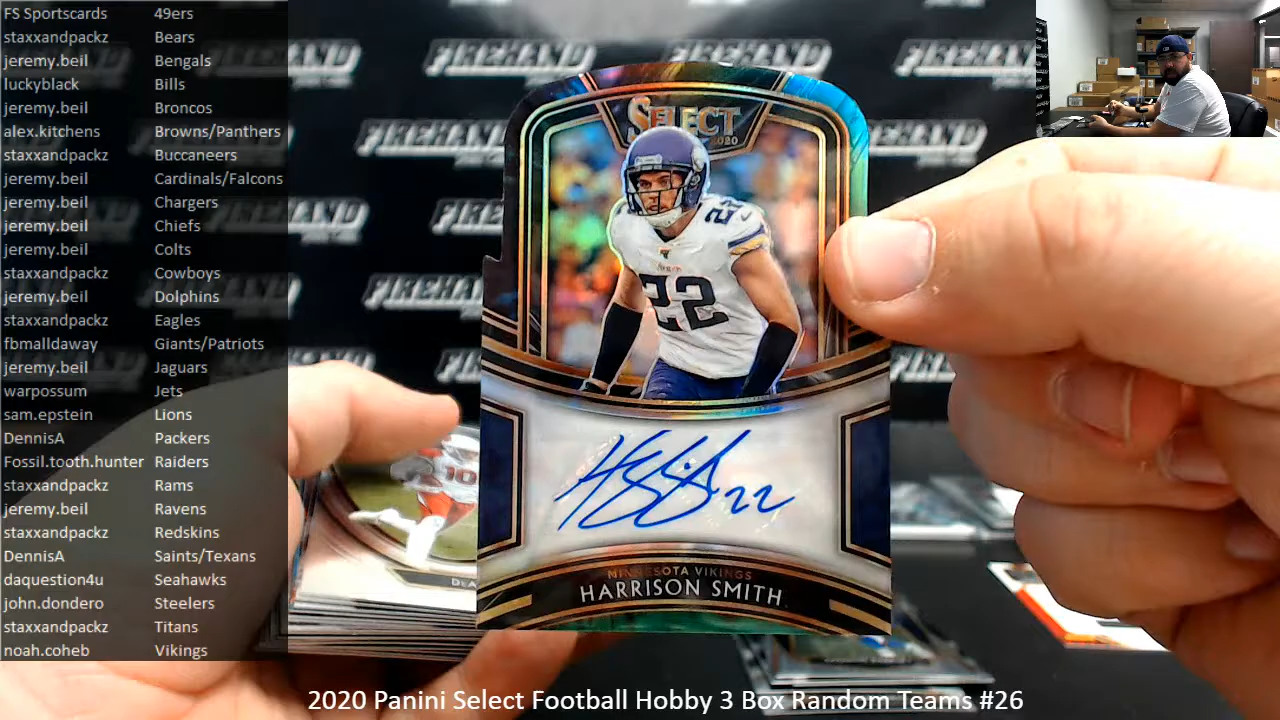 FS Sportscards 49ers
staxxandpackz Bears
jeremy.beil Bengals
luckyblack Bills
jeremy.beil Broncos
alex.kitchens Browns/Panthers
staxxandpackz Buccaneers
jeremy.beil Cardinals/Falcons
jeremy.beil Chargers
jeremy.beil Chiefs
jeremy.beil Colts
staxxandpackz Cowboys
jeremy.beil Dolphins
staxxandpackz Eagles
fbmalldaway Giants/Patriots
jeremy.beil Jaguars
warpossum Jets
sam.epstein Lions
DennisA Packers
Fossil.tooth.hunter Raiders
staxxandpackz Rams
jeremy.beil Ravens
staxxandpackz Redskins
DennisA Saints/Texans
daquestion4u Seahawks
john.dondero Steelers
staxxandpackz Titans
noah.coheb Vikings
FIREHAND
FIREHAND
FIREHAND
FIREHAND
SELECT
2020
22
22
MINNESOTA VIKINGS
HARRISON SMITH
2020 Panini Select Football Hobby 3 Box Random Teams #26